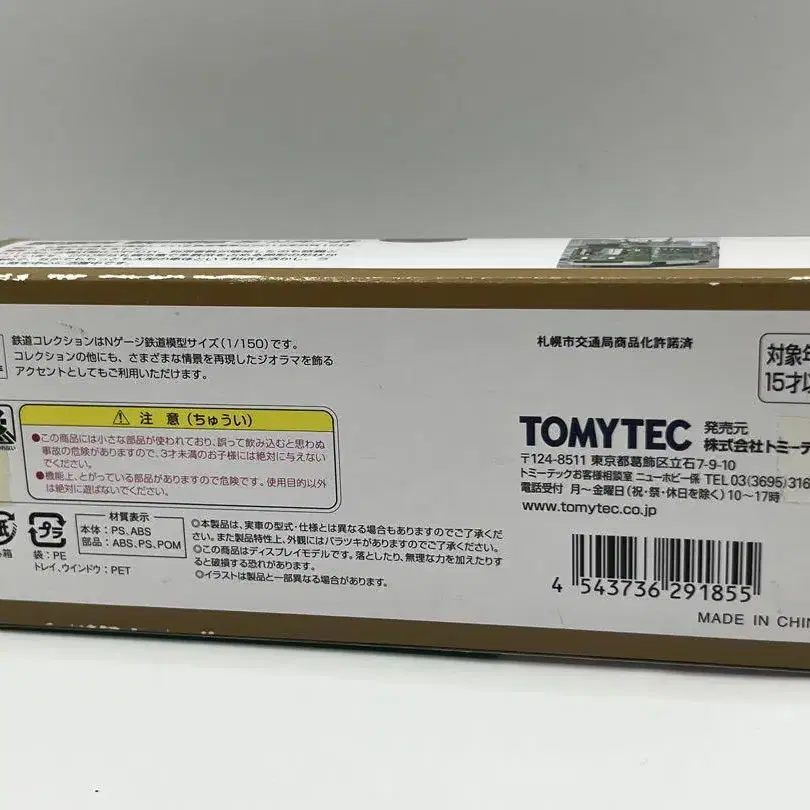 鉄道コレクションはNゲージ鉄道模型サイズ(1/150)です。
コレクションの他にも、さまざまな情景を再現したジオラマを飾る
アクセントとしてもご利用いただけます。
札幌市交通局商品化許諾済
対象年
15才以
注 意(ちゅうい)
●この商品には小さな部品が使われており、誤って飲み込むと思わぬ
事故の危険がありますので、3才未満のお子様には絶対に与えない
でください。
●機能上、とがっている部品がありますので危険です。使用目的以外
は絶対に遊ばないでください。
TOMYTEC 発売元
株式会社トミーテ
〒124-8511 東京都葛飾区立石7-9-10
トミーテックお客様相談室 ニューホビー係 TEL 03(3695)316
電話受付 月〜金曜日(祝・祭・休日を除く)10〜17時
www.tomytec.co.jp
紙
箱
プラ
袋:PE
トレイ、ウインドウ:PET
材質表示
本体:PS、ABS
部品:ABS、PS、POM
◎本製品は、実車の型式・仕様とは異なる場合もありますのでご了承くださ
い。また製品特性上、外観にはバラツキがありますのでご了承ください。
◎この商品はディスプレイモデルです。落としたり、無理な力を加えたりす
ると破損する恐れがあります。
◎イラストは製品と一部異なる場合があります。
4 543736 291855
MADE IN CHIN